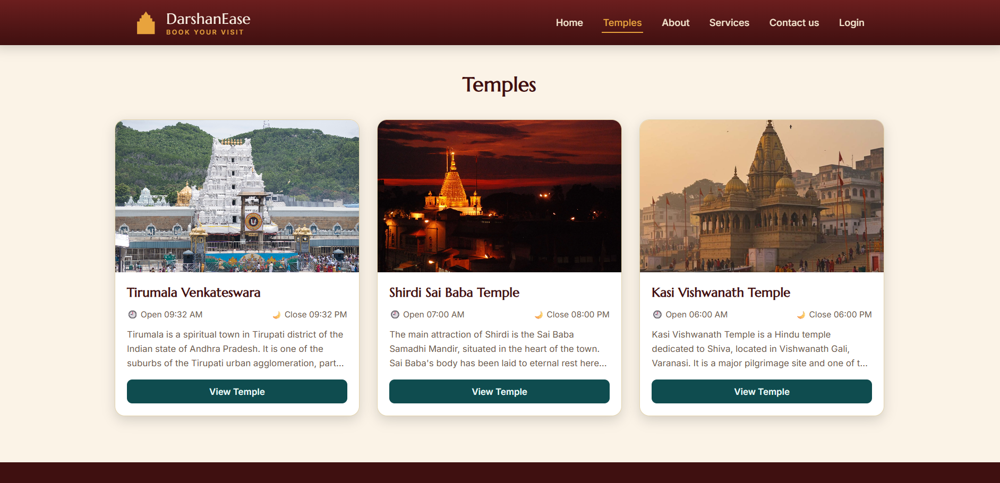 DarshanEase
BOOK YOUR VISIT
Home
Temples
About
Services
Contact us
Login
Temples
Tirumala Venkateswara
Open 09:32 AM
Close 09:32 PM
Tirumala is a spiritual town in Tirupati district of the
Indian state of Andhra Pradesh. It is one of the
suburbs of the Tirupati urban agglomeration, part...
View Temple
Shirdi Sai Baba Temple
Open 07:00 AM
Close 08:00 PM
The main attraction of Shirdi is the Sai Baba
Samadhi Mandir, situated in the heart of the town.
Sai Baba's body has been laid to eternal rest here...
View Temple
Kasi Vishwanath Temple
Open 06:00 AM
Close 06:00 PM
Kasi Vishwanath Temple is a Hindu temple
dedicated to Shiva, located in Vishwanath Gali,
Varanasi. It is a major pilgrimage site and one of t...
View Temple